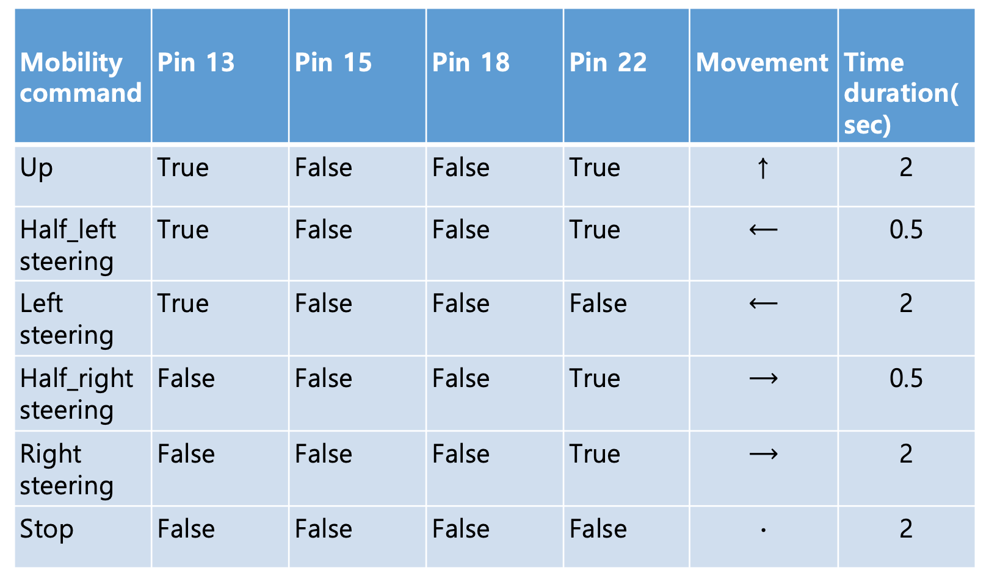 Mobility command Pin 13 Pin 15 Pin 18 Pin 22 Movement Time duration( sec)
Up True False False True ↑ 2
Half_left steering True False False True ← 0.5
Left steering True False False False ← 2
Half_right steering False False False True → 0.5
Right steering False False False True → 2
Stop False False False False · 2